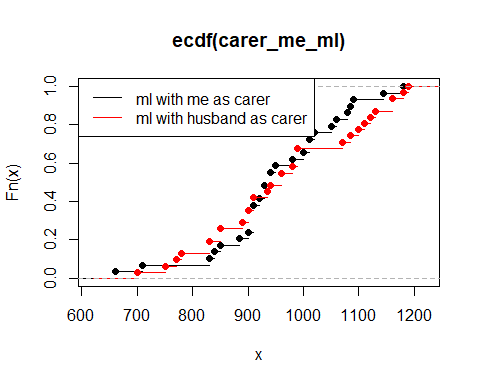 ecdf(carer_me_ml)
ml with me as carer
ml with husband as carer
Fn(x)
1.0
0.8
0.6
0.4
0.2
0.0
600 700 800 900 1000 1100 1200
x